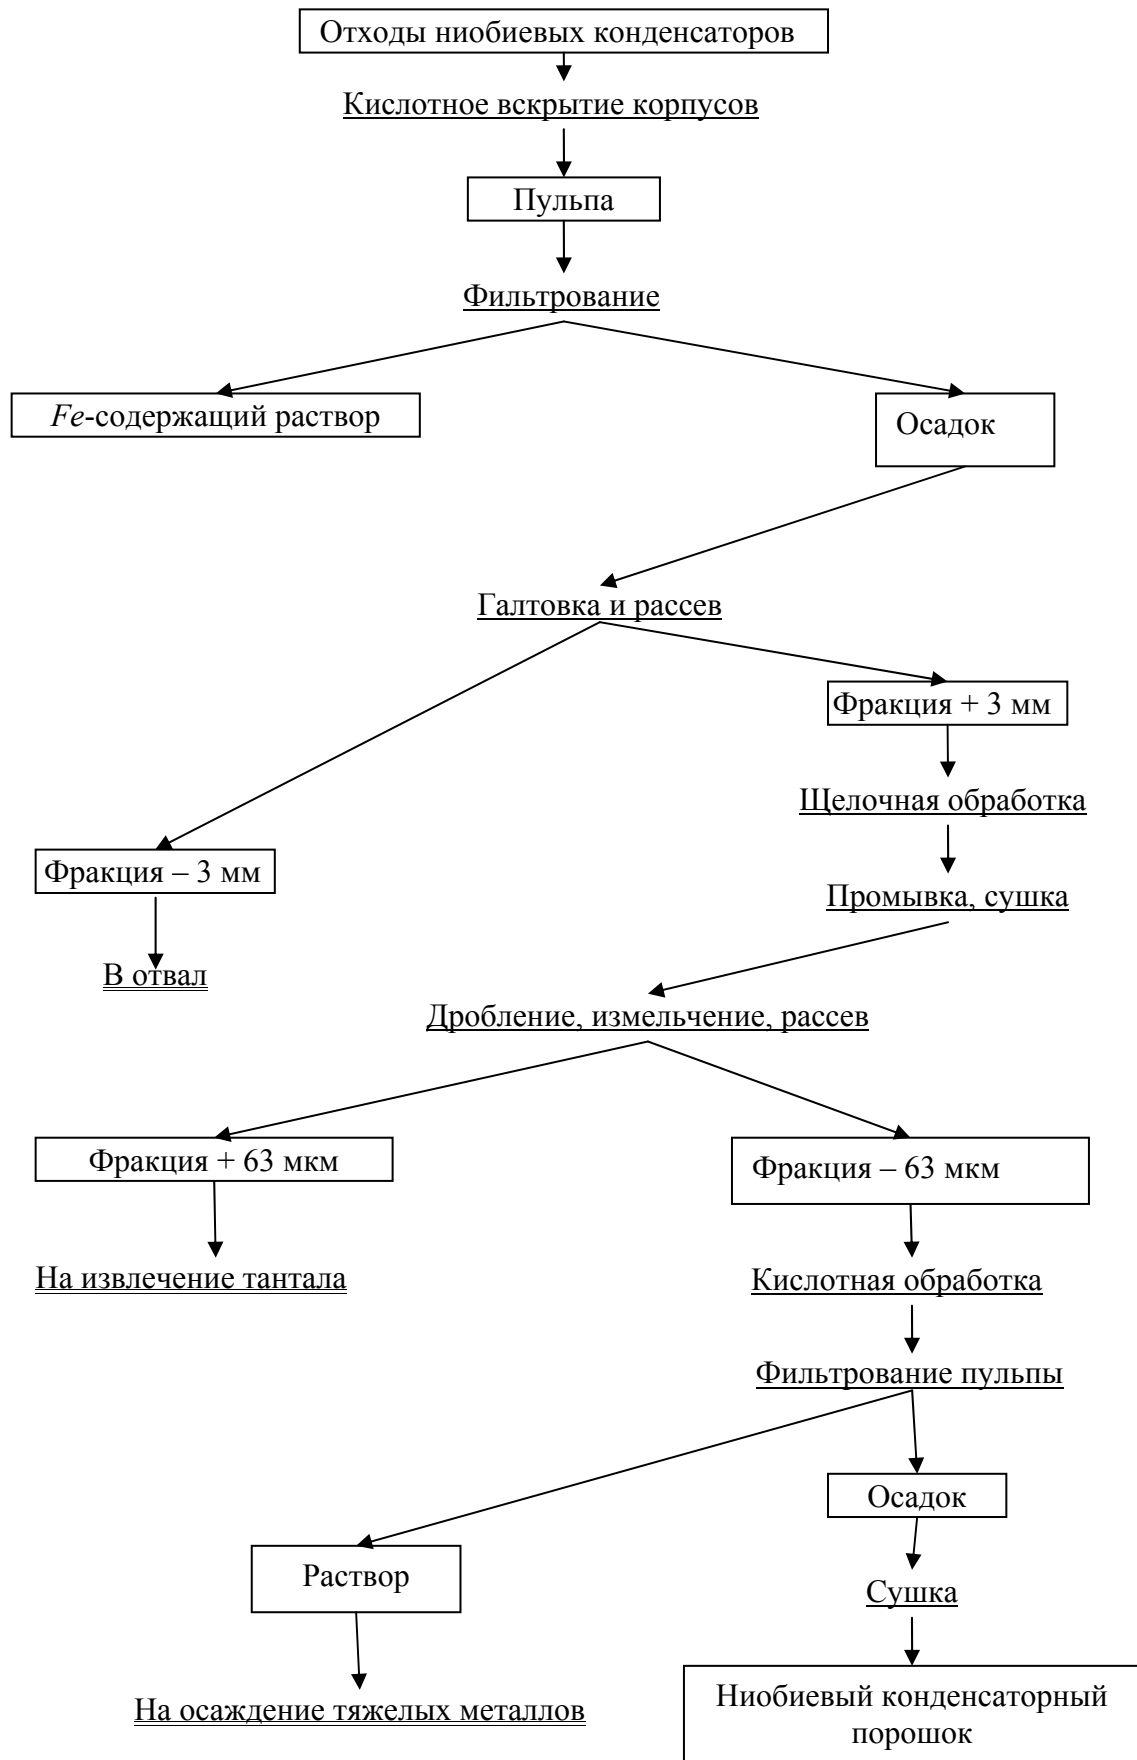 Отходы ниобиевых конденсаторов
Кислотное вскрытие корпусов
Пульпа
Фильтрование
Fe-содержащий раствор
Осадок
Галтовка и рассев
Фракция + 3 мм
Щелочная обработка
Фракция – 3 мм
Промывка, сушка
В отвал
Дробление, измельчение, рассев
Фракция + 63 мкм
Фракция – 63 мкм
На извлечение тантала
Кислотная обработка
Фильтрование пульпы
Осадок
Раствор
Сушка
На осаждение тяжелых металлов
Ниобиевый конденсаторный
порошок